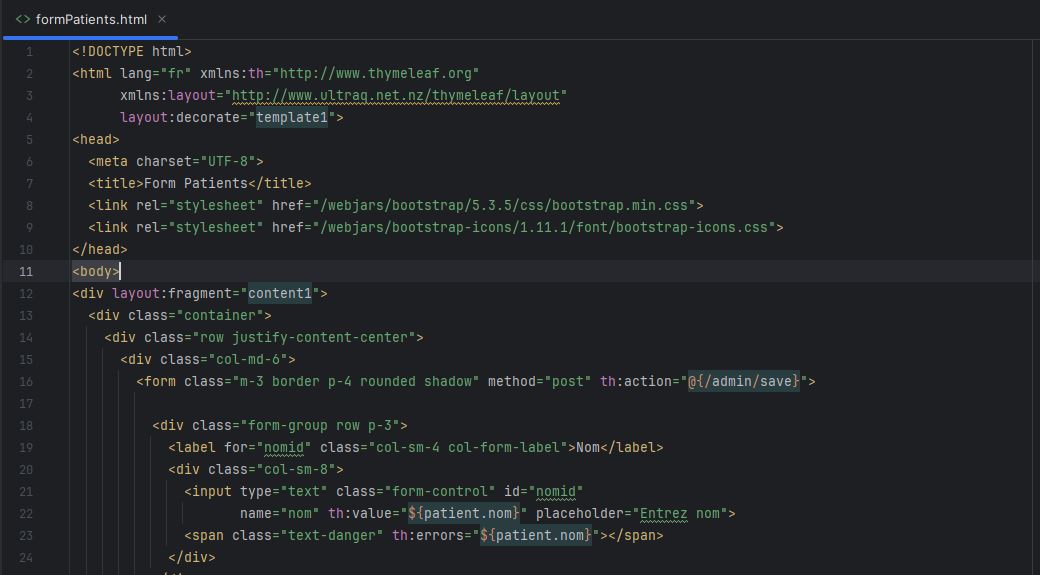 <> formPatients.html ×
1 <!DOCTYPE html>
2 <html lang="fr" xmlns:th="http://www.thymeleaf.org"
3 xmlns:layout="http://www.ultraq.net.nz/thymeleaf/layout"
4 layout:decorate="template1">
5 <head>
6 <meta charset="UTF-8">
7 <title>Form Patients</title>
8 <link rel="stylesheet" href="/webjars/bootstrap/5.3.5/css/bootstrap.min.css">
9 <link rel="stylesheet" href="/webjars/bootstrap-icons/1.11.1/font/bootstrap-icons.css">
10 </head>
11 <body>
12 <div layout:fragment="content1">
13 <div class="container">
14 <div class="row justify-content-center">
15 <div class="col-md-6">
16 <form class="m-3 border p-4 rounded shadow" method="post" th:action="@{/admin/save}">
17
18 <div class="form-group row p-3">
19 <label for="nomid" class="col-sm-4 col-form-label">Nom</label>
20 <div class="col-sm-8">
21 <input type="text" class="form-control" id="nomid"
22 name="nom" th:value="${patient.nom}" placeholder="Entrez nom">
23 <span class="text-danger" th:errors="${patient.nom}"></span>
24 </div>